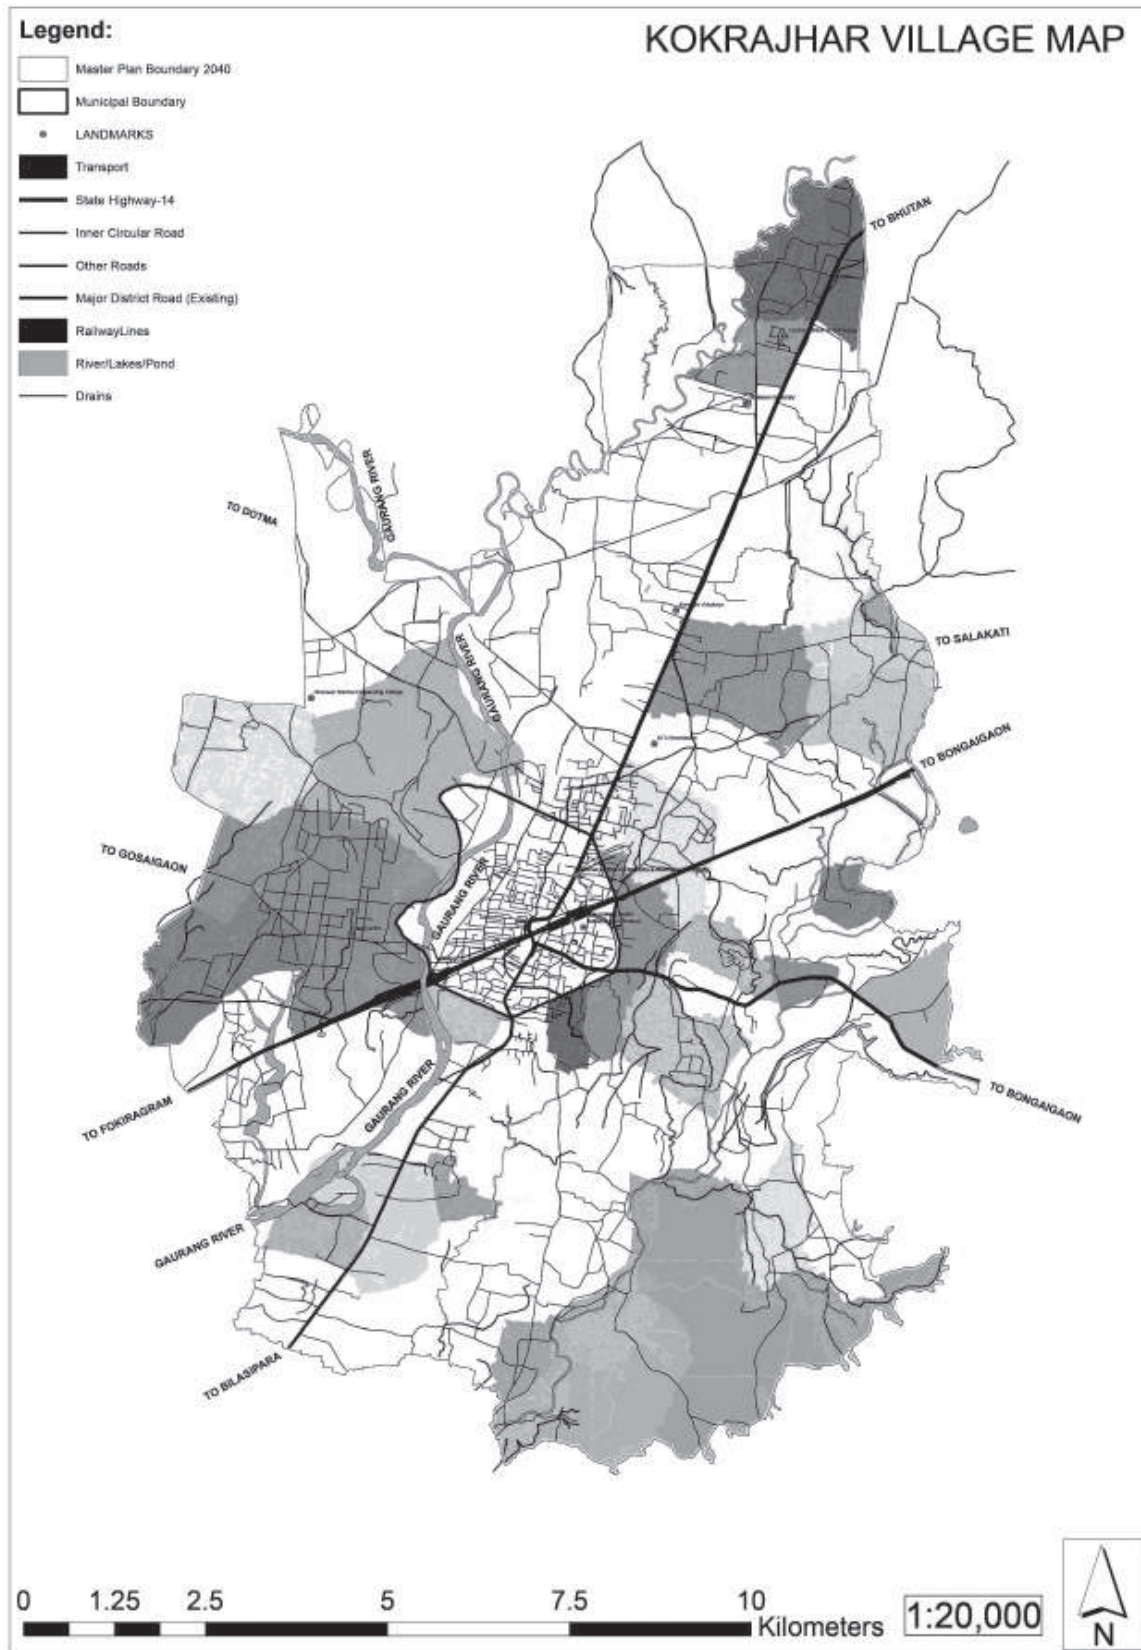 Legend:
KOKRAJHAR VILLAGE MAP
Master Plan Boundary 2040
Municipal Boundary
LANDMARKS
Transport
State Highway-14
Inner Circular Road
Other Roads
Major District Road (Existing)
RailwayLines
River/Lakes/Pond
Drains
TO BHUTAN
GAURANG RIVER
TO DOTMA
TO SALAKATI
GAURANG RIVER
TO BONGAIGAON
TO GOSAIGAON
GAURANG RIVER
TO FOKIRAGRAM
GAURANG RIVER
TO BONGAIGAON
GAURANG RIVER
TO BILASIPARA
0 1.25 2.5 5 7.5 10
Kilometers
1:20,000
N